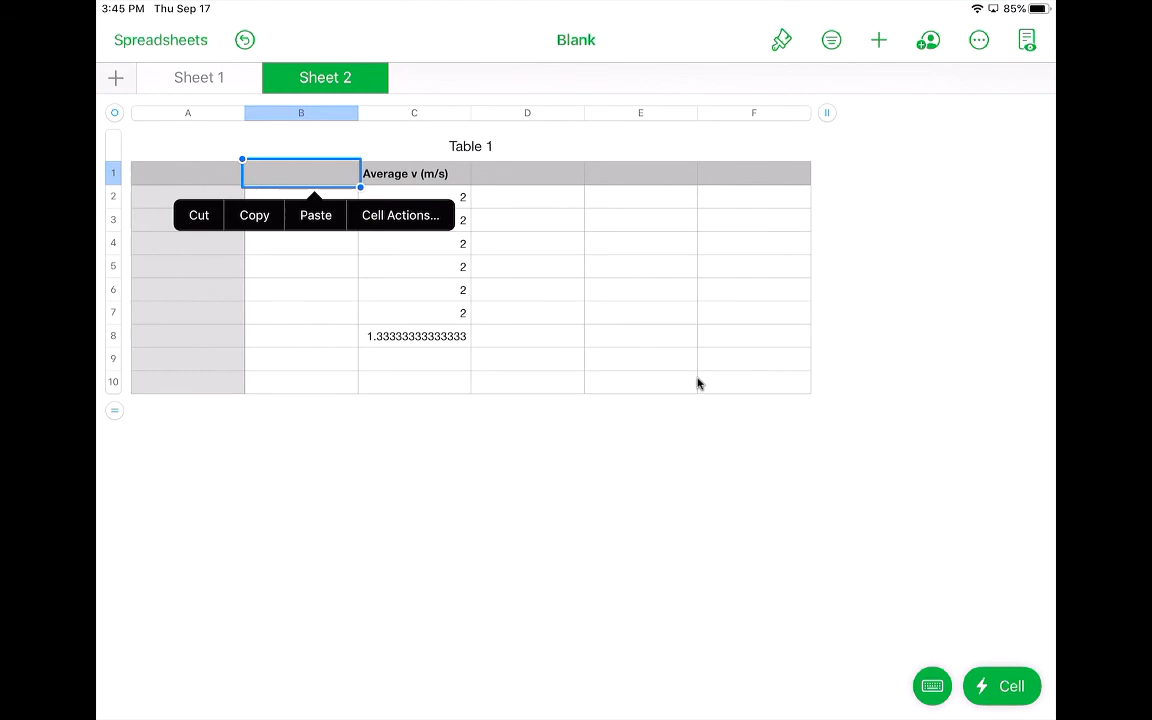 3:45 PM Thu Sep 17 85%
Spreadsheets Blank
Sheet 1 Sheet 2
A B C D E F
Table 1
1 Average v (m/s)
2 2
Cut Copy Paste Cell Actions...
3 2
4 2
5 2
6 2
7 2
8 1.33333333333333
9
10
Cell